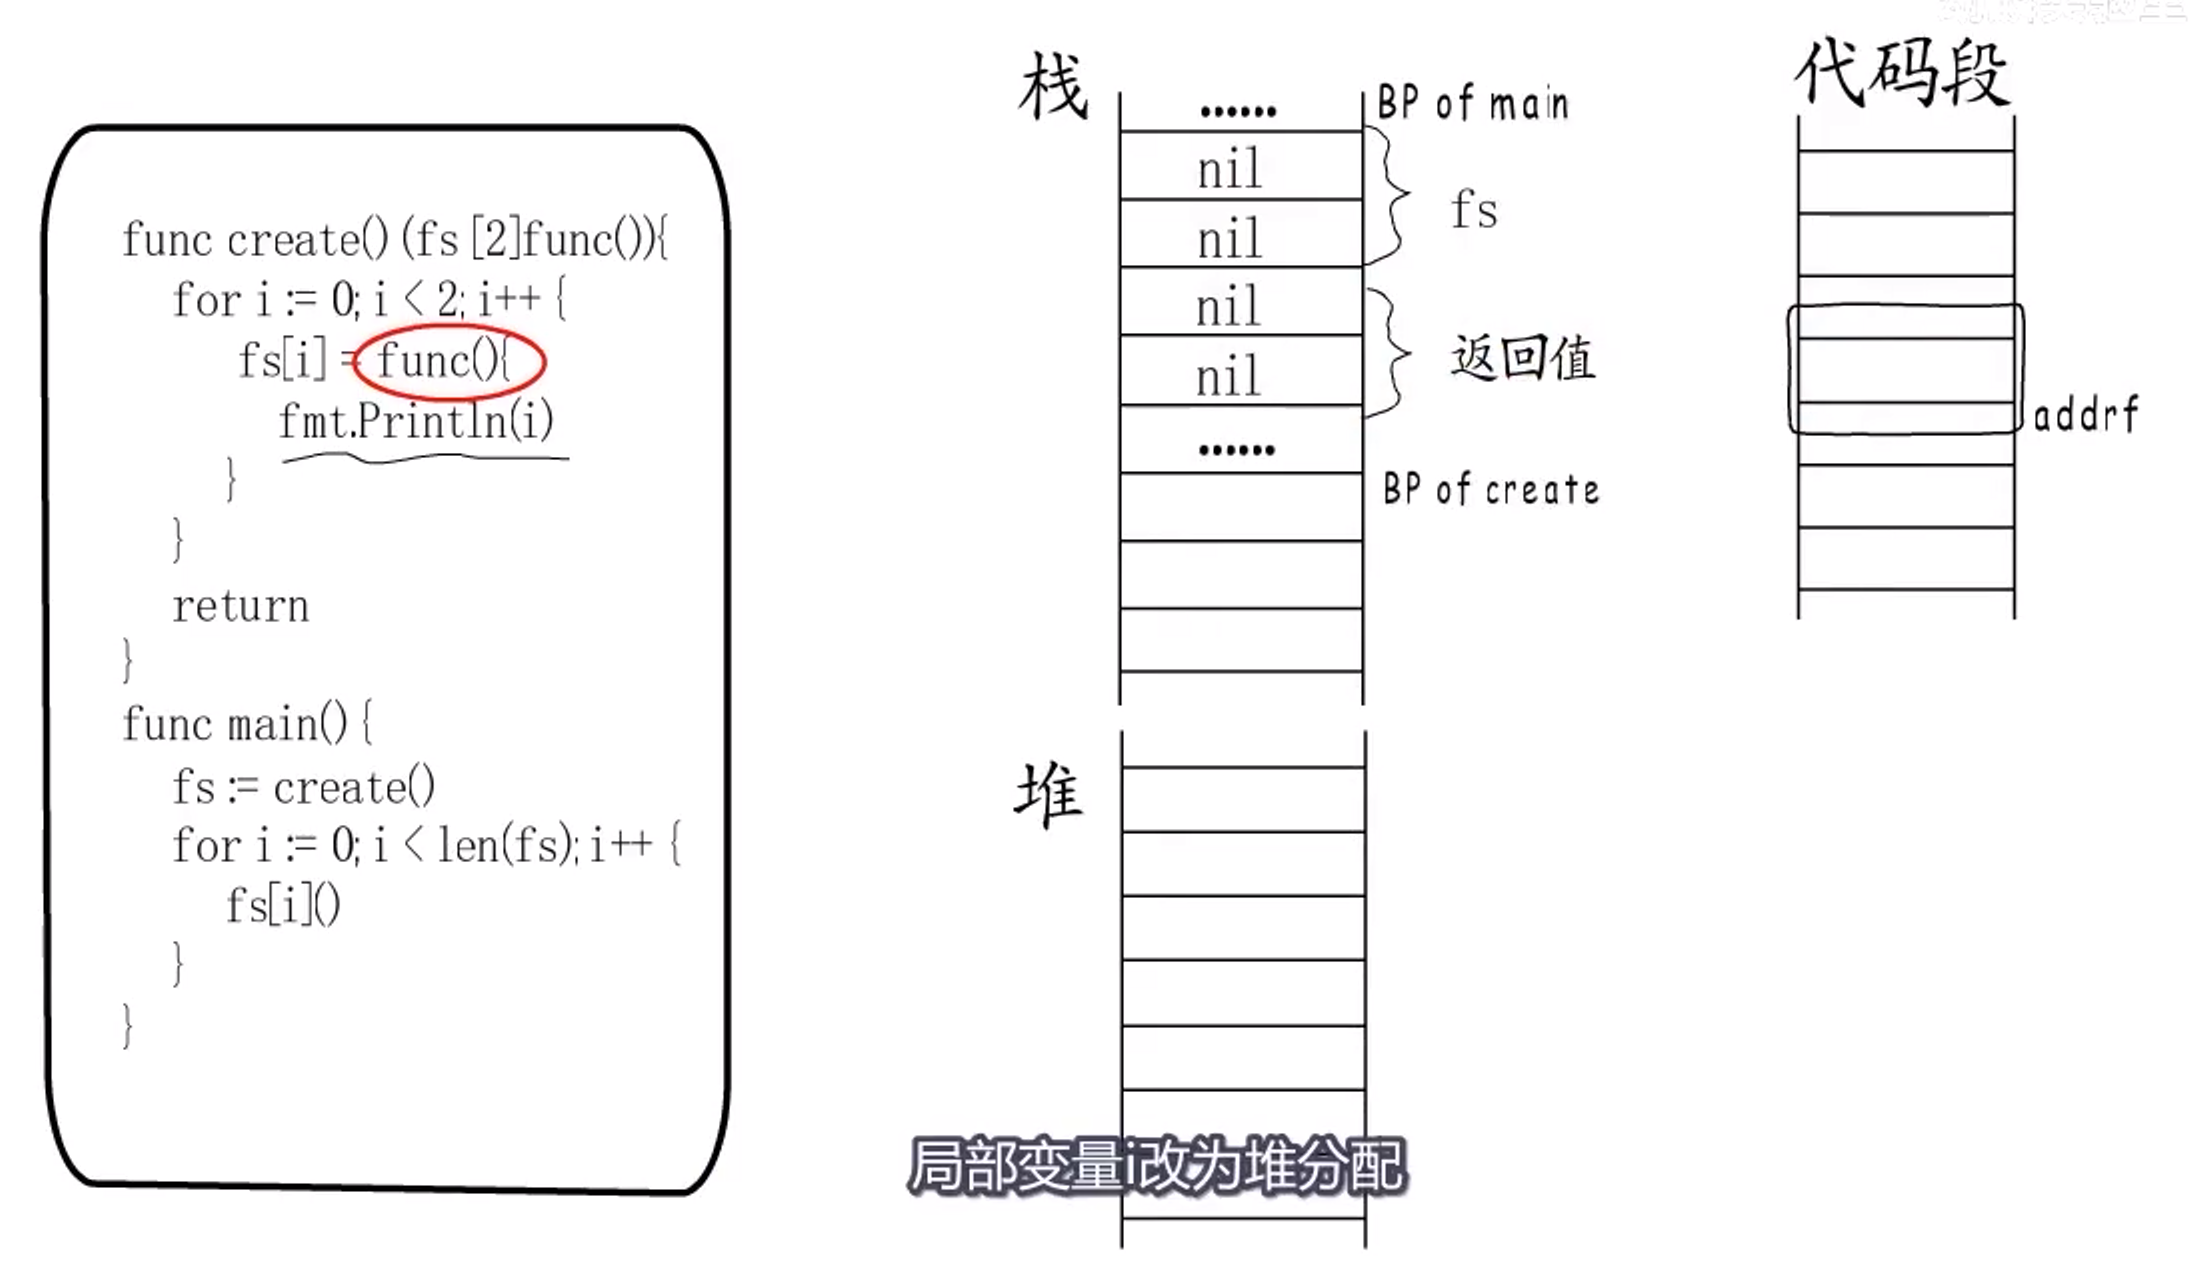 func create() (fs [2]func()){
for i := 0; i < 2; i++ {
fs[i] = func(){
fmt.Println(i)
}
}
return
}
func main() {
fs := create()
for i := 0; i < len(fs); i++ {
fs[i]()
}
}
栈
......
BP of main
nil
nil
fs
nil
nil
返回值
......
BP of create
堆
代码段
addrf
局部变量i改为堆分配